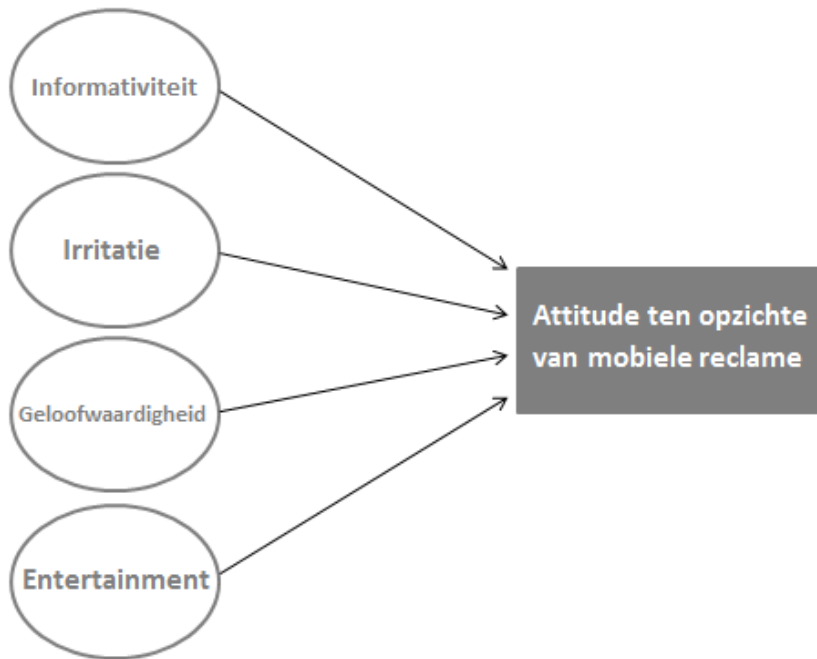 Informativiteit
Irritatie
Geloofwaardigheid
Entertainment
Attitude ten opzichte
van mobiele reclame